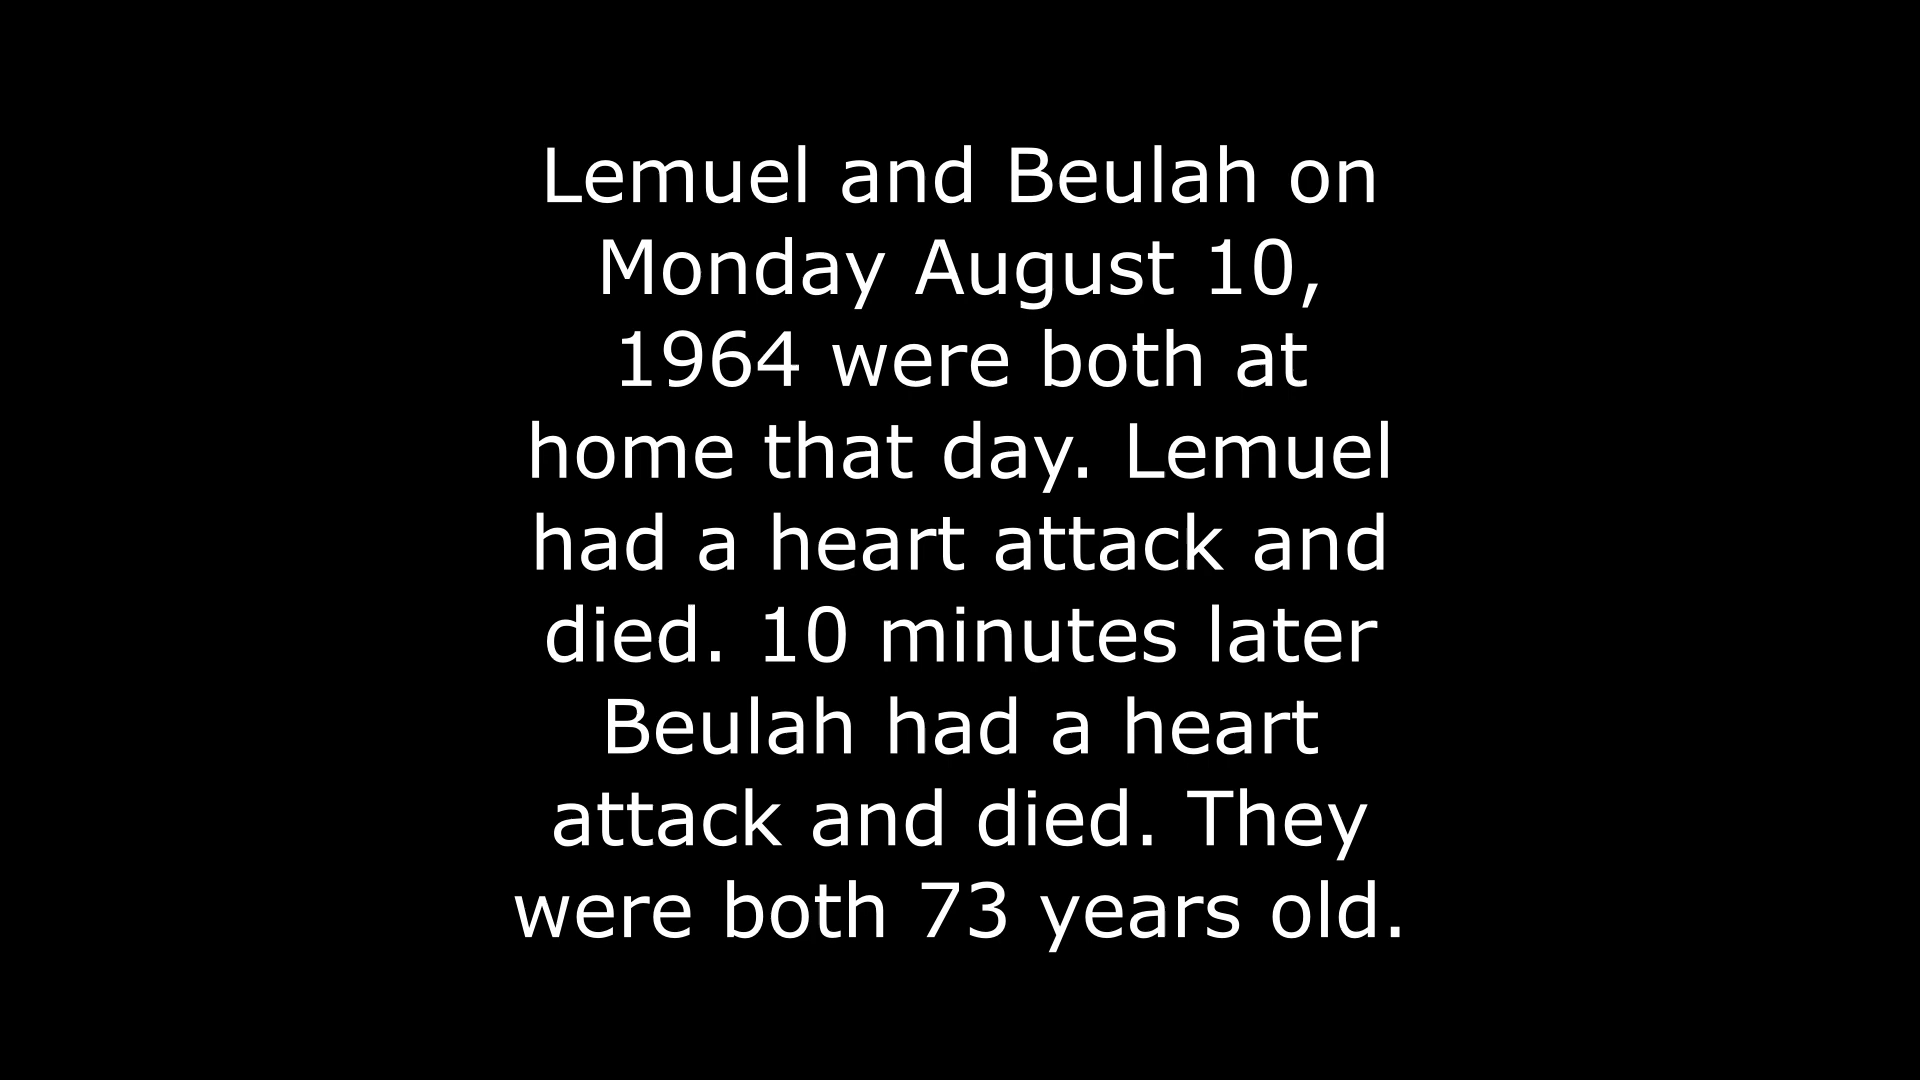 Lemuel and Beulah on
Monday August 10,
1964 were both at
home that day. Lemuel
had a heart attack and
died. 10 minutes later
Beulah had a heart
attack and died. They
were both 73 years old.